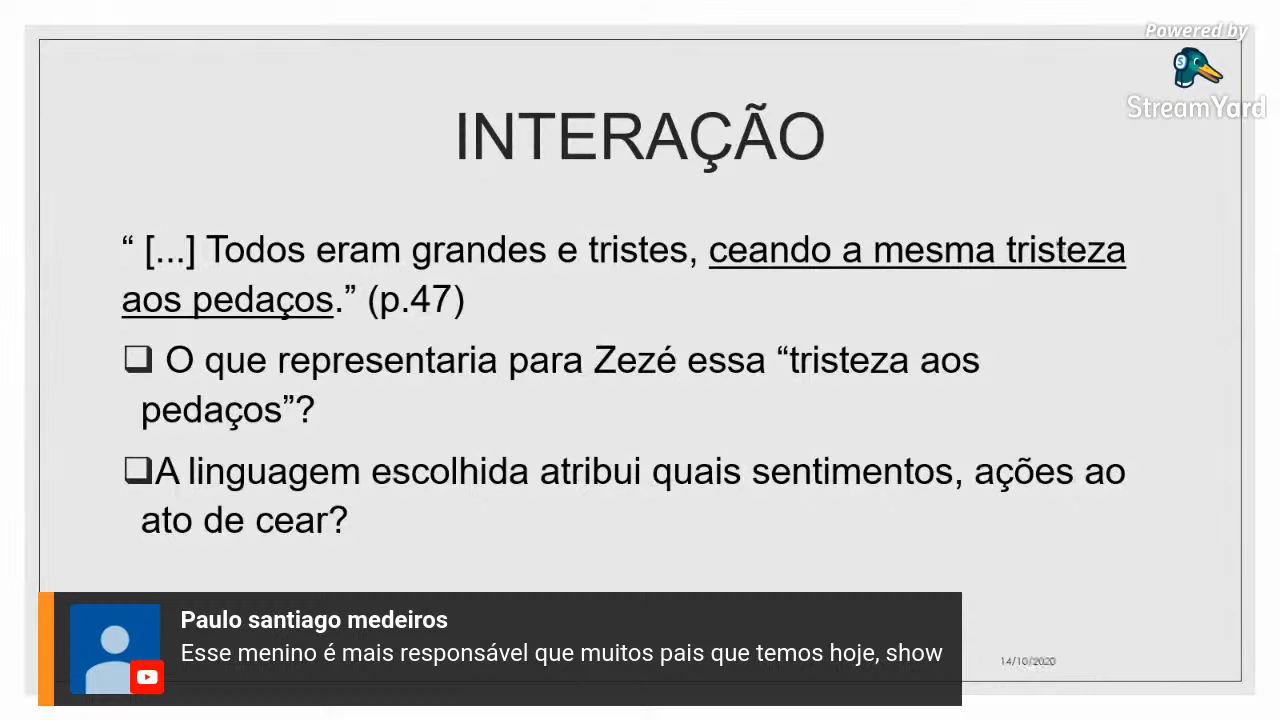 Powered by
StreamYard
INTERAÇÃO
“ [...] Todos eram grandes e tristes, ceando a mesma tristeza
aos pedaços.” (p.47)
❑ O que representaria para Zezé essa “tristeza aos
pedaços”?
❑A linguagem escolhida atribui quais sentimentos, ações ao
ato de cear?
Paulo santiago medeiros
Esse menino é mais responsável que muitos pais que temos hoje, show
14/10/2020